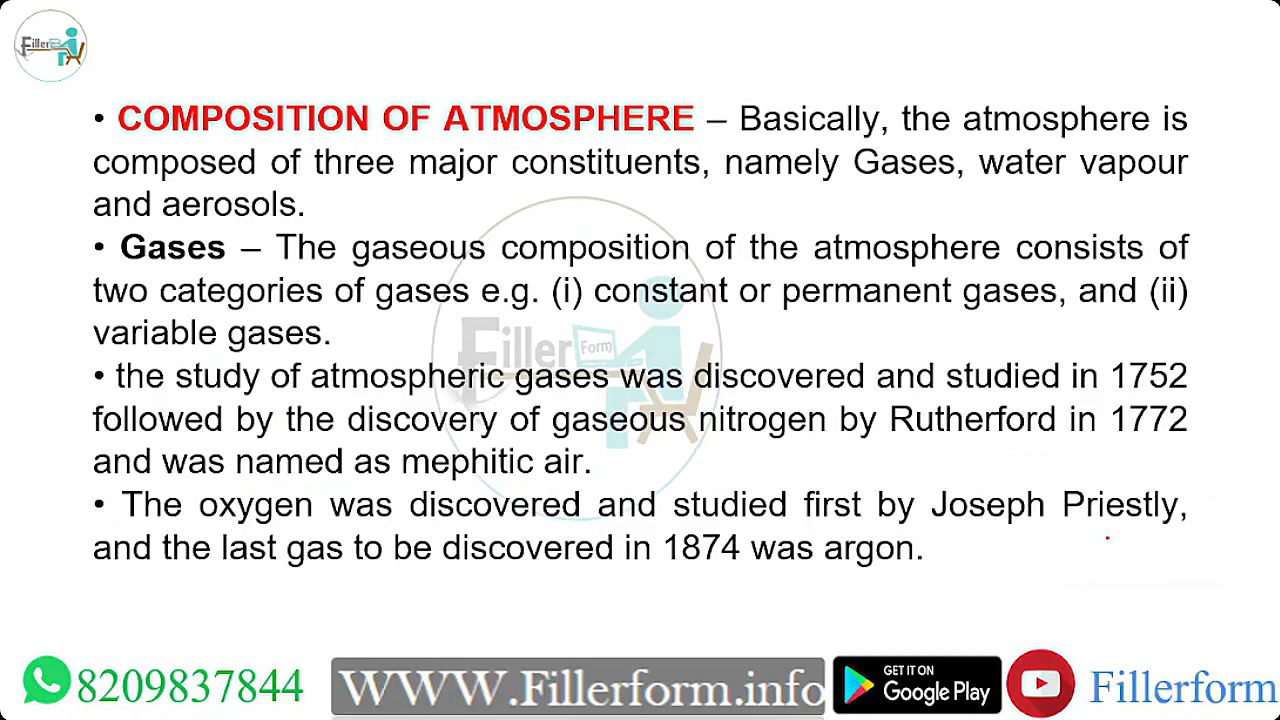 Filler
• COMPOSITION OF ATMOSPHERE – Basically, the atmosphere is
composed of three major constituents, namely Gases, water vapour
and aerosols.
• Gases – The gaseous composition of the atmosphere consists of
two categories of gases e.g. (i) constant or permanent gases, and (ii)
variable gases.
Filler Form
• the study of atmospheric gases was discovered and studied in 1752
followed by the discovery of gaseous nitrogen by Rutherford in 1772
and was named as mephitic air.
• The oxygen was discovered and studied first by Joseph Priestly,
and the last gas to be discovered in 1874 was argon.
8209837844 WWW.Fillerform.info GET IT ON Google Play Fillerform